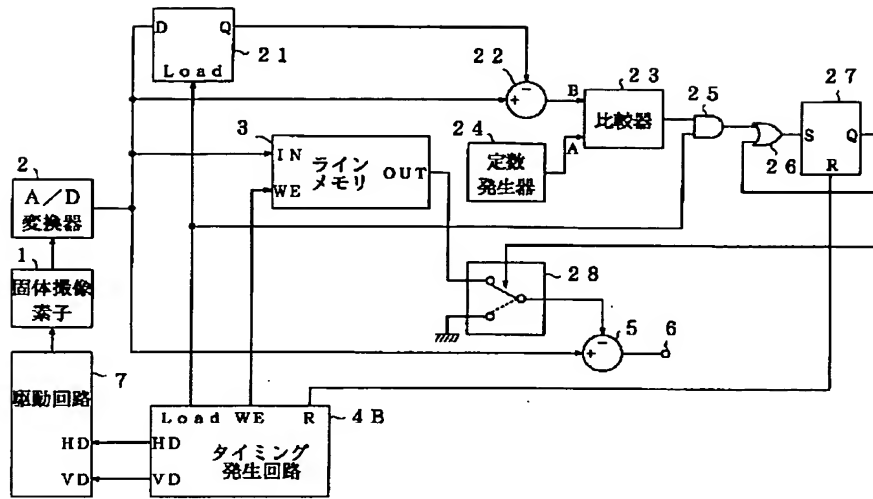 D Q
Load
21
22
−
+
B
23
比較器
24
定数
発生器
A
25
26
27
S Q
R
3
IN
WE
ライン
メモリ
OUT
2
A/D
変換器
1
固体撮像
素子
28
−
+
5
6
7
駆動回路
HD
VD
Load WE R
4B
HD
VD
タイミング
発生回路